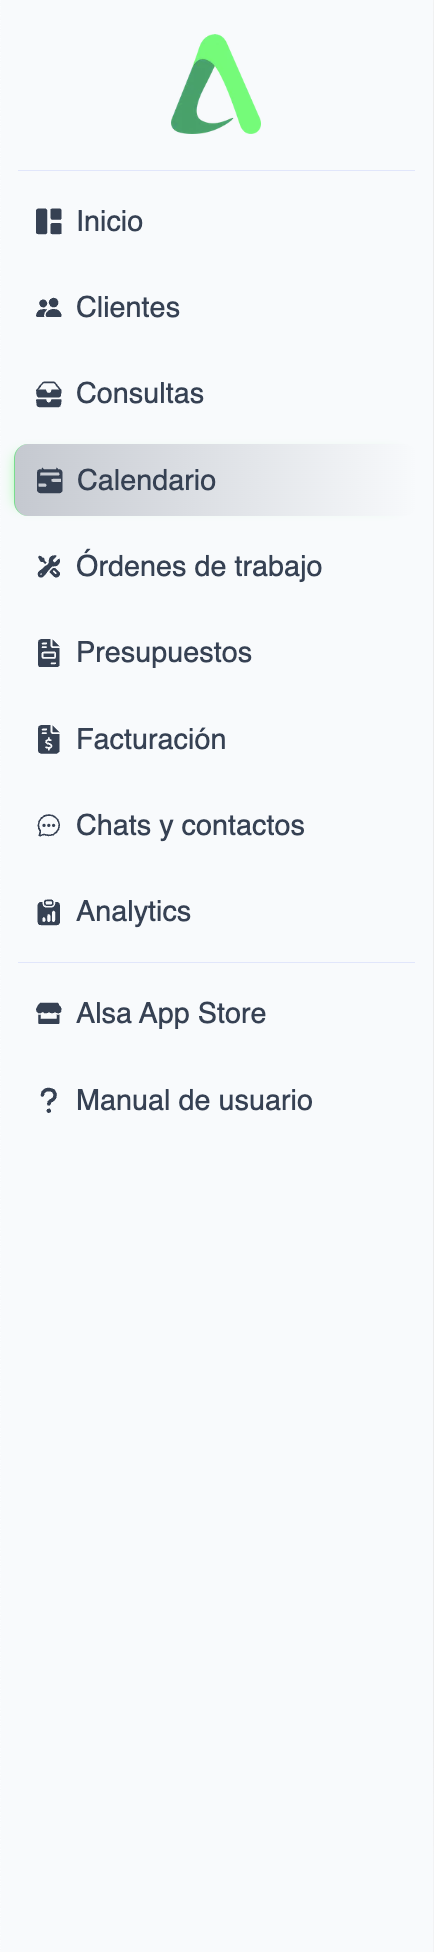 Inicio
Clientes
Consultas
Calendario
Órdenes de trabajo
Presupuestos
Facturación
Chats y contactos
Analytics
Alsa App Store
Manual de usuario